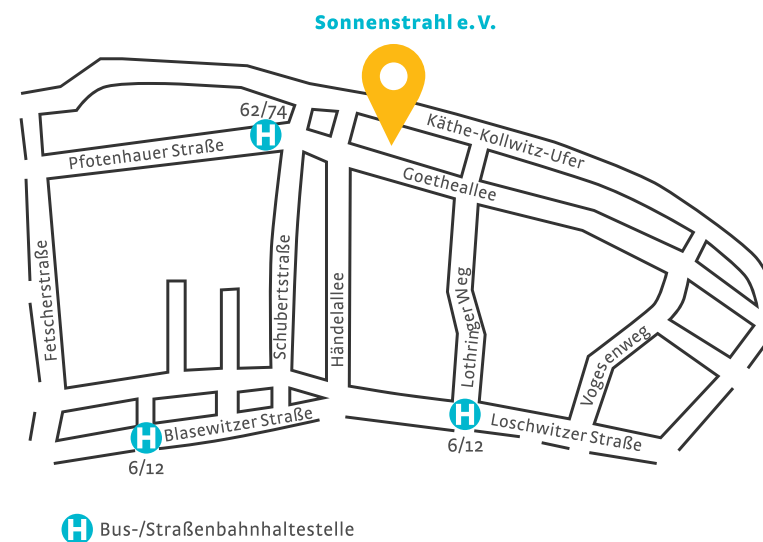 Sonnenstrahl e.V.
62/74
H
Käthe-Kollwitz-Ufer
Pfotenhauer Straße
Goetheallee
Fetscherstraße
Schubertstraße
Händelallee
Lothringer Weg
Vogesenweg
H
Blasewitzer Straße
6/12
H
Loschwitzer Straße
6/12
H Bus-/Straßenbahnhaltestelle